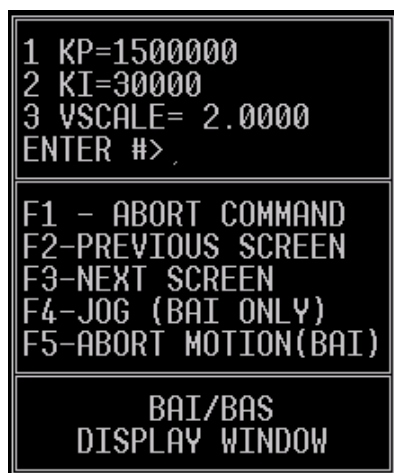 1 KP=1500000
2 KI=30000
3 VSCALE= 2.0000
ENTER #>
F1 - ABORT COMMAND
F2-PREVIOUS SCREEN
F3-NEXT SCREEN
F4-JOG (BAI ONLY)
F5-ABORT MOTION(BAI)
BAI/BAS
DISPLAY WINDOW